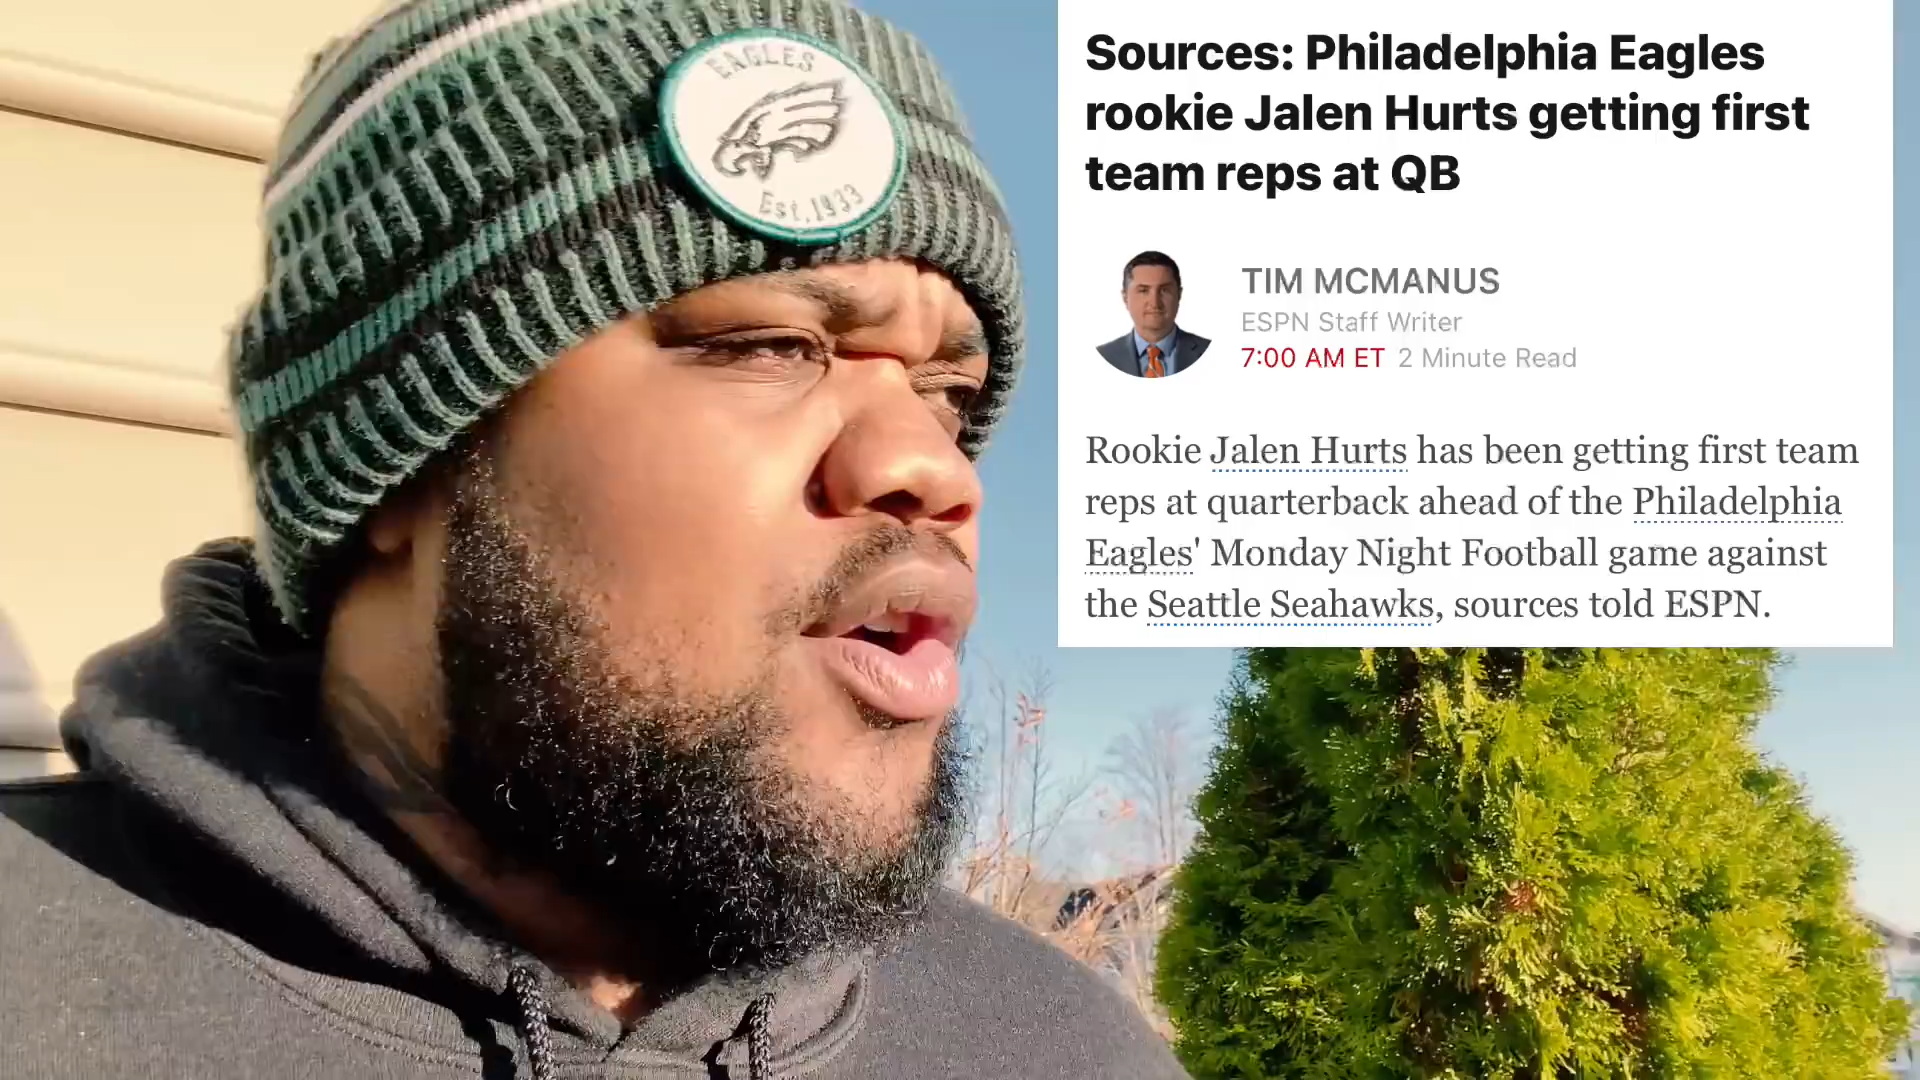 EAGLES
Est. 1933
Sources: Philadelphia Eagles
rookie Jalen Hurts getting first
team reps at QB
TIM MCMANUS
ESPN Staff Writer
7:00 AM ET 2 Minute Read
Rookie Jalen Hurts has been getting first team
reps at quarterback ahead of the Philadelphia
Eagles' Monday Night Football game against
the Seattle Seahawks, sources told ESPN.